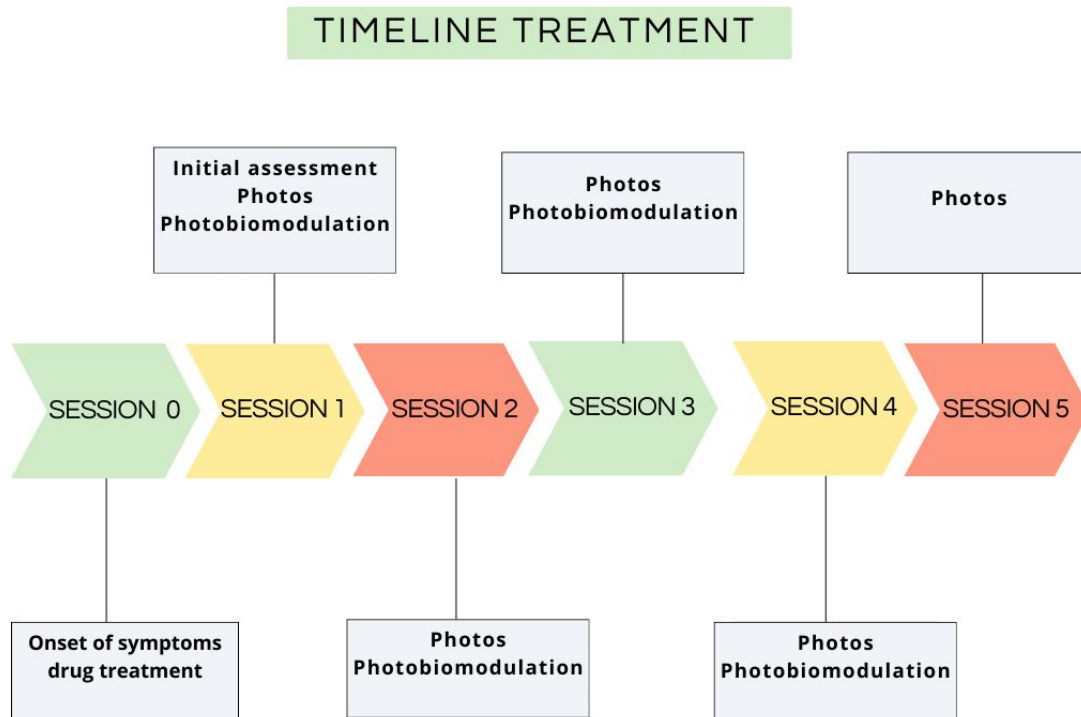 TIMELINE TREATMENT
Initial assessment
Photos
Photobiomodulation
Photos
Photobiomodulation
Photos
SESSION 0
SESSION 1
SESSION 2
SESSION 3
SESSION 4
SESSION 5
Onset of symptoms
drug treatment
Photos
Photobiomodulation
Photos
Photobiomodulation